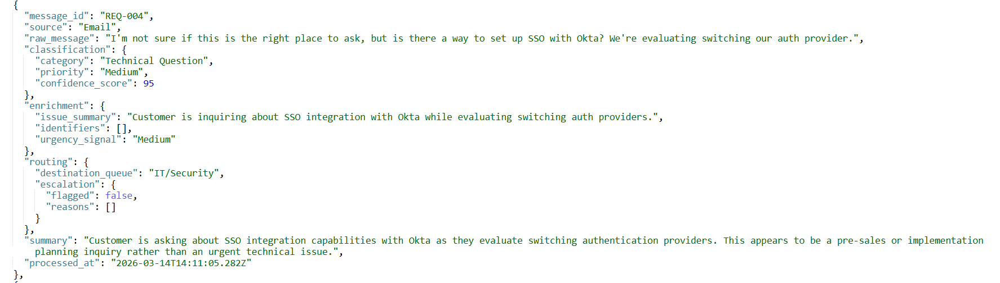 {
"message_id": "REQ-004",
"source": "Email",
"raw_message": "I'm not sure if this is the right place to ask, but is there a way to set up SSO with Okta? We're evaluating switching our auth provider.",
"classification": {
"category": "Technical Question",
"priority": "Medium",
"confidence_score": 95
},
"enrichment": {
"issue_summary": "Customer is inquiring about SSO integration with Okta while evaluating switching auth providers.",
"identifiers": [],
"urgency_signal": "Medium"
},
"routing": {
"destination_queue": "IT/Security",
"escalation": {
"flagged": false,
"reasons": []
}
},
"summary": "Customer is asking about SSO integration capabilities with Okta as they evaluate switching authentication providers. This appears to be a pre-sales or implementation
planning inquiry rather than an urgent technical issue.",
"processed_at": "2026-03-14T14:11:05.282Z"
},